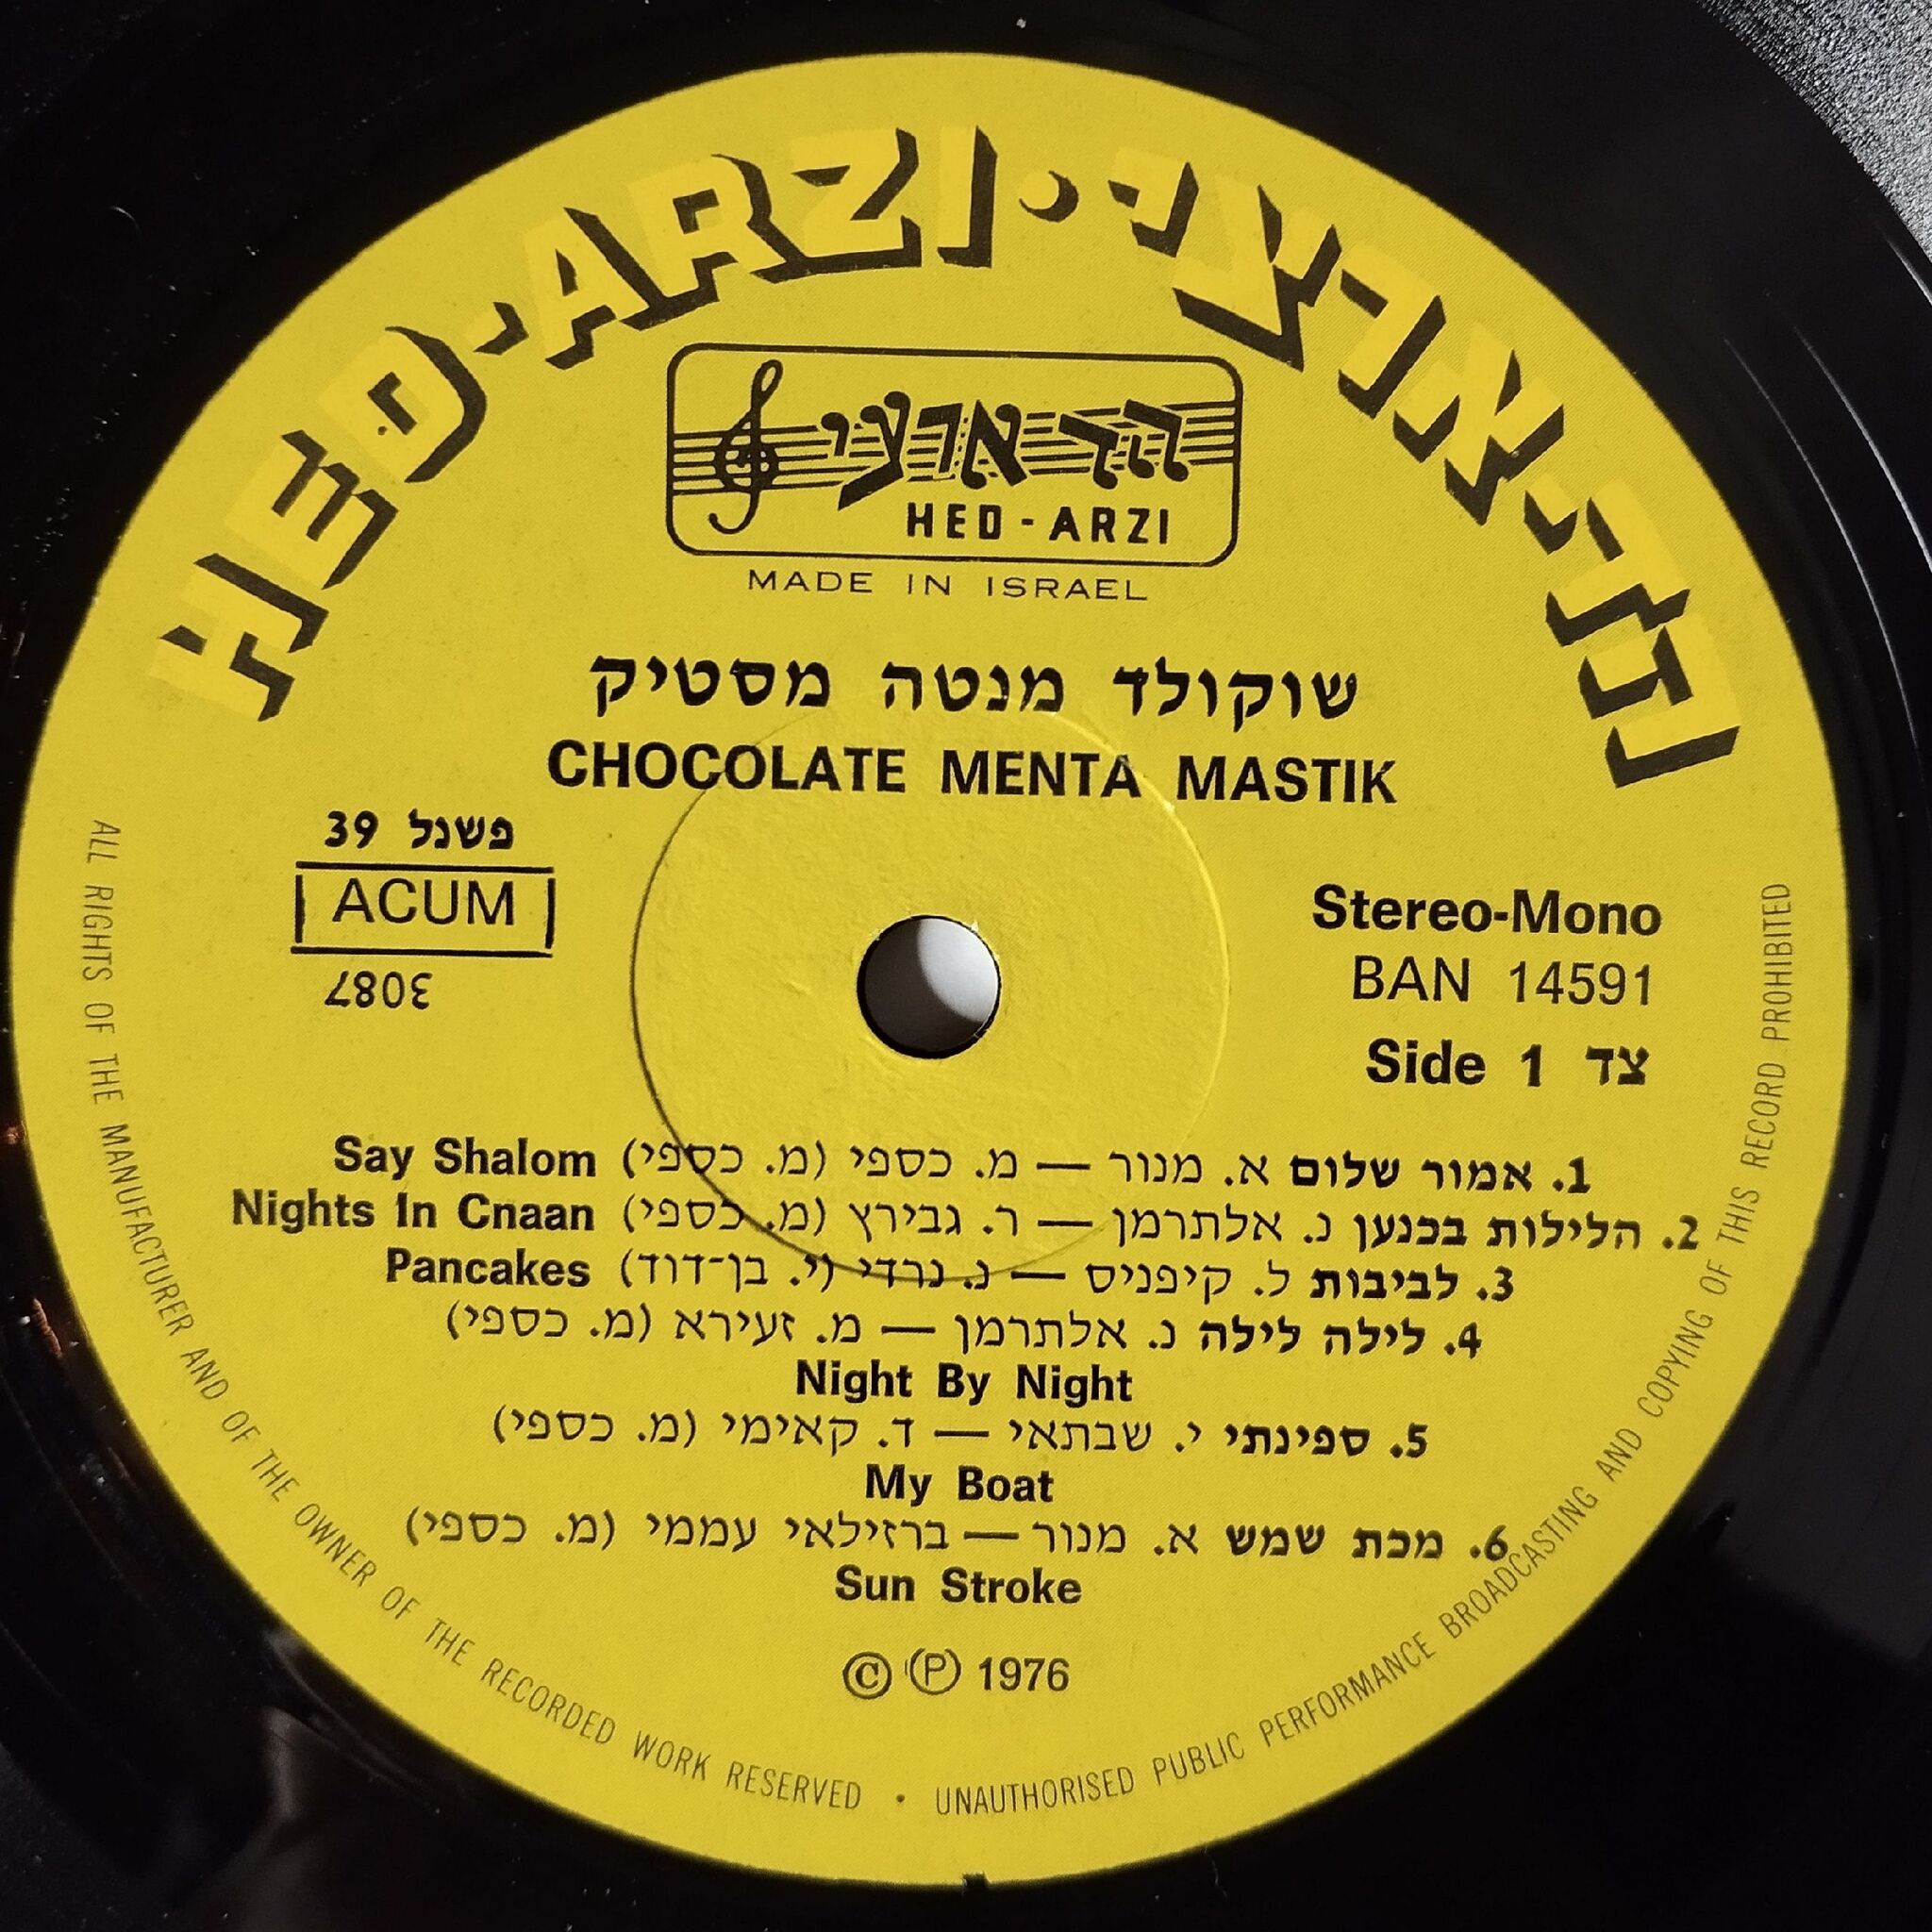 HED-ARZI · הד-ארצי
הד ארצי
HED-ARZI
MADE IN ISRAEL
שוקולד מנטה מסטיק
CHOCOLATE MENTA MASTIK
פשנל 39
ACUM
3087
Stereo-Mono
BAN 14591
Side 1 צד
1. אמור שלום א. מנור — מ. כספי (מ. כספי) Say Shalom
2. הלילות בכנען נ. אלתרמן — ר. גבירץ (מ. כספי) Nights In Cnaan
3. לביבות ל. קיפניס — נ. נרדי (י. בן־דוד) Pancakes
4. לילה לילה נ. אלתרמן — מ. זעירא (מ. כספי)
Night By Night
5. ספינתי י. שבתאי — ד. קאימי (מ. כספי)
My Boat
6. מכת שמש א. מנור — ברזילאי עממי (מ. כספי)
Sun Stroke
© ℗ 1976
ALL RIGHTS OF THE MANUFACTURER AND OF THE OWNER OF THE RECORDED WORK RESERVED • UNAUTHORISED PUBLIC PERFORMANCE BROADCASTING AND COPYING OF THIS RECORD PROHIBITED